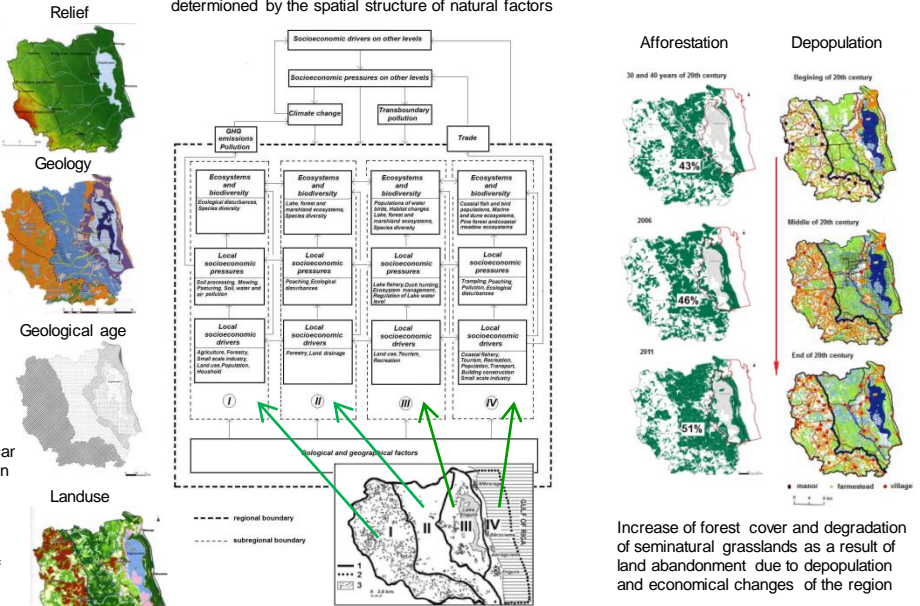 determioned by the spatial structure of natural factors
Relief
Geology
Geological age
car
n
Landuse
Socioeconomic drivers on other levels
Socioeconomic pressures on other levels
Climate change
Transboundary
pollution
GHG
emissions
Pollution
Trade
Ecosystems
and
biodiversity
Ecological disturbances,
Species diversity
Ecosystems and
biodiversity
Lake, forest and
marshland ecosystems,
Species diversity
Ecosystems and
biodiversity
Populations of water
birds, Habitat changes
Lake, forest and
marshland ecosystems,
Species diversity
Ecosystems and
biodiversity
Coastal fish and bird
populations, Marine
and dune ecosystems,
Pine forest and coastal
meadow ecosystems
Local
socioeconomic
pressures
Soil processing, Mowing,
Pasturing, Soil, water and
air pollution
Local
socioeconomic
pressures
Poaching, Ecological
disturbances
Local
socioeconomic
pressures
Lake fishery, Duck hunting,
Ecosystem management,
Regulation of Lake water
level
Local
socioeconomic
pressures
Trampling, Poaching,
Pollution, Ecological
disturbances
Local
socioeconomic
drivers
Agriculture, Forestry,
Small scale industry,
Land use, Population,
Houshold
Local
socioeconomic
drivers
Forestry, Land drainage
Local
socioeconomic
drivers
Land use, Tourism,
Recreation
Local
socioeconomic
drivers
Coastal fishery,
Tourism, Recreation,
Population, Transport,
Building construction
Small scale industry
I
II
III
IV
Gological and geographical factors
regional boundary
subregional boundary
I
II
III
IV
Lake
GULF OF RIGA
1
2
3
Afforestation
30 and 40 years of 20th century
43%
2006
46%
2011
51%
Depopulation
Begining of 20th century
Middle of 20th century
End of 20th century
manor farmestead village
Increase of forest cover and degradation
of seminatural grasslands as a result of
land abandonment due to depopulation
and economical changes of the region